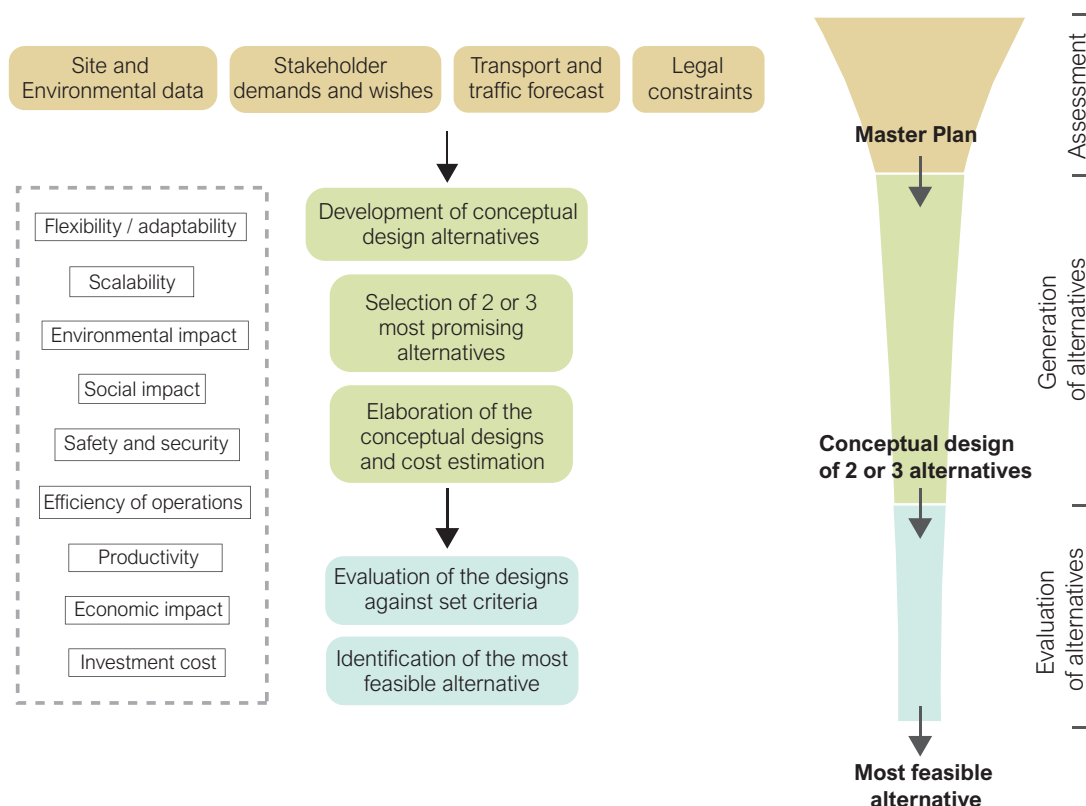 Site and
Environmental data
Stakeholder
demands and wishes
Transport and
traffic forecast
Legal
constraints
Flexibility / adaptability
Scalability
Environmental impact
Social impact
Safety and security
Efficiency of operations
Productivity
Economic impact
Investment cost
Development of conceptual
design alternatives
Selection of 2 or 3
most promising
alternatives
Elaboration of the
conceptual designs
and cost estimation
Evaluation of the designs
against set criteria
Identification of the most
feasible alternative
Master Plan
Conceptual design
of 2 or 3 alternatives
Most feasible
alternative
Assessment
Generation
of alternatives
Evaluation
of alternatives